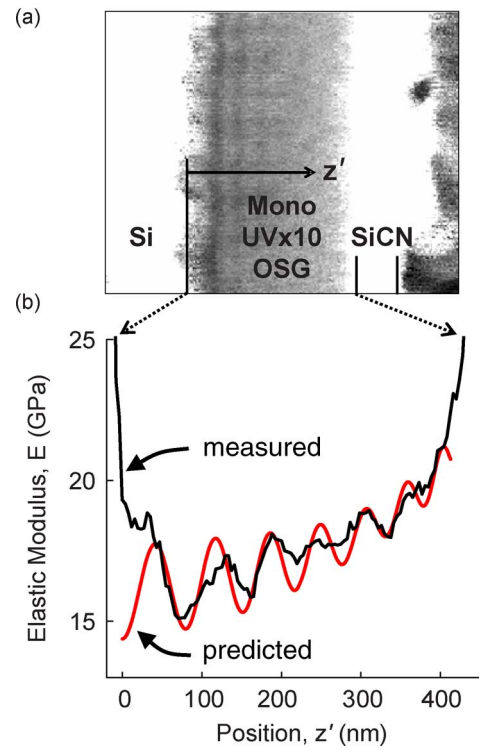 (a)
z′
Mono
Si
UVx10
SiCN
OSG
(b)
25
20
15
Elastic Modulus, E (GPa)
measured
predicted
0
100
200
300
400
Position, z′ (nm)